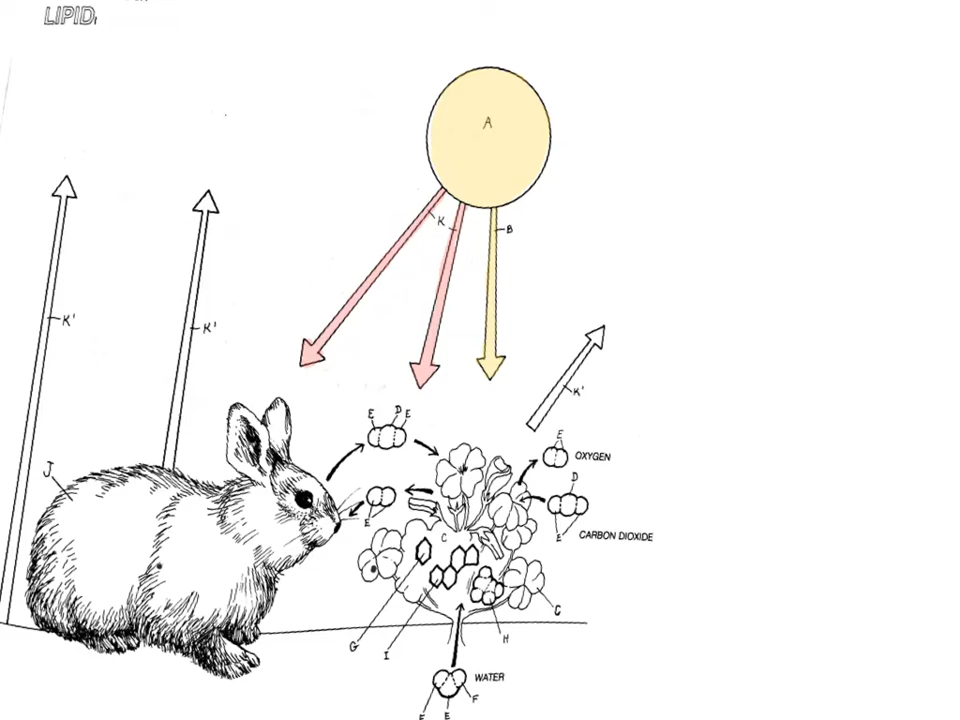 LIPID,
A
K
B
K'
K'
K'
E D E
E
OXYGEN
J
D
E
E
CARBON DIOXIDE
C
C
G
I
H
WATER
F
F
E